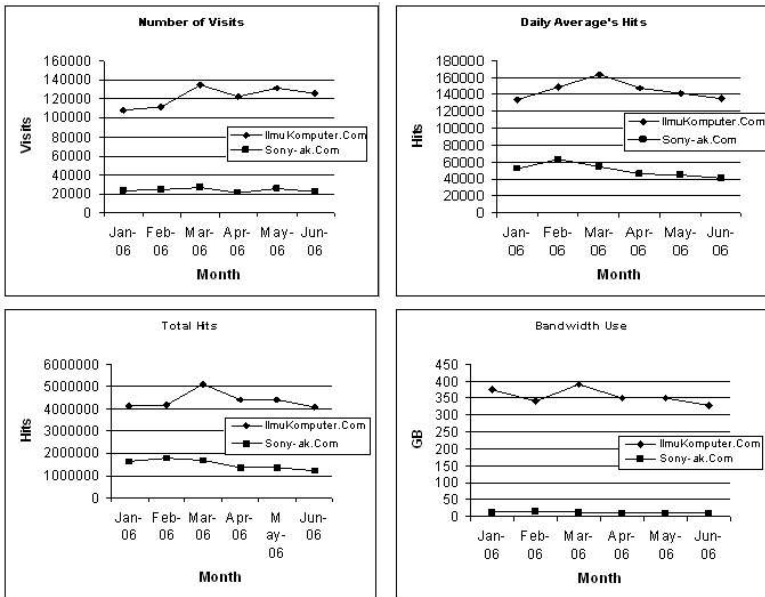 Number of Visits
160000
140000
120000
100000
80000
60000
40000
20000
0
Visits
IlmuKomputer.Com
Sony-ak.Com
Jan-06 Feb-06 Mar-06 Apr-06 May-06 Jun-06
Month
Daily Average's Hits
180000
160000
140000
120000
100000
80000
60000
40000
20000
0
Hits
IlmuKomputer.Com
Sony-ak.Com
Jan-06 Feb-06 Mar-06 Apr-06 May-06 Jun-06
Month
Total Hits
6000000
5000000
4000000
3000000
2000000
1000000
0
Hits
IlmuKomputer.Com
Sony-ak.Com
Jan-06 Feb-06 Mar-06 Apr-06 May-06 Jun-06
Month
Bandwidth Use
450
400
350
300
250
200
150
100
50
0
GB
IlmuKomputer.Com
Sony-ak.Com
Jan-06 Feb-06 Mar-06 Apr-06 May-06 Jun-06
Month